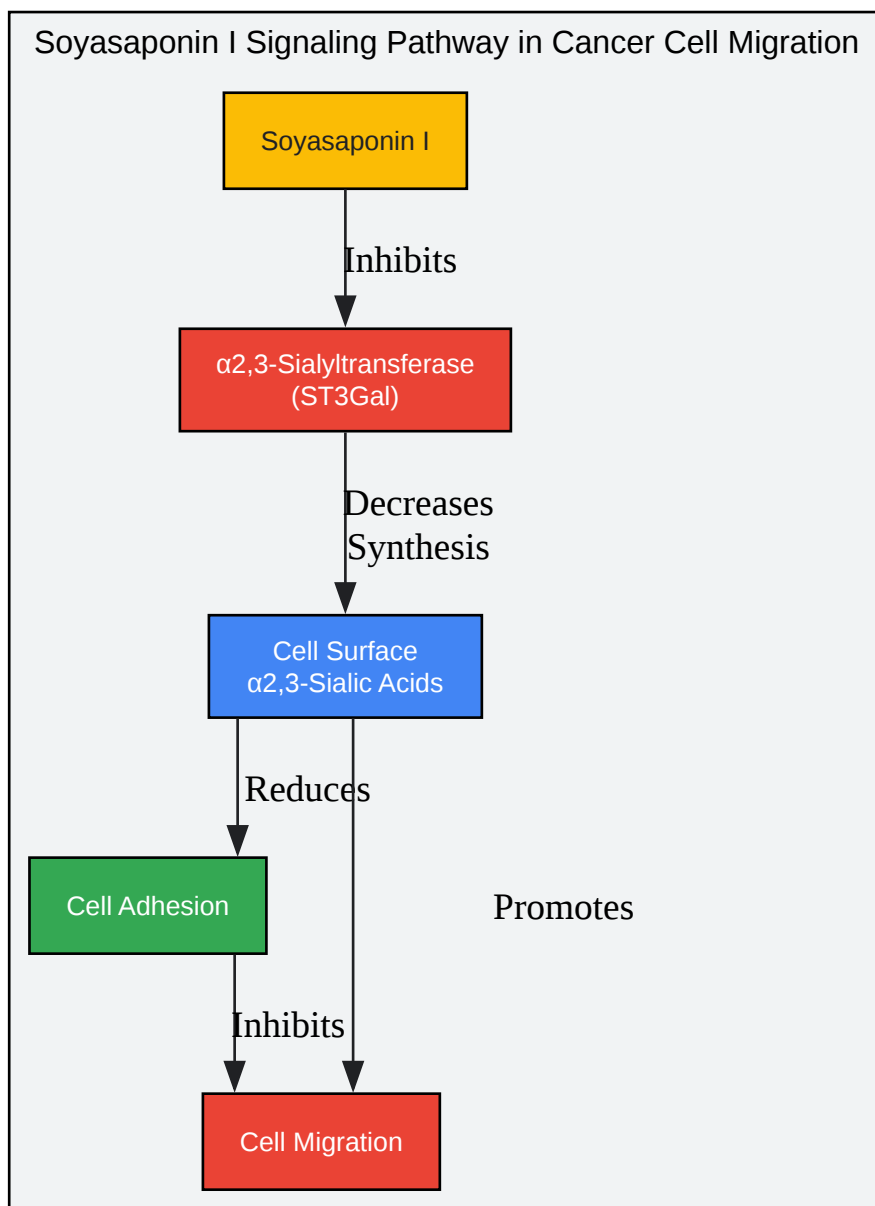 Soyasaponin I Signaling Pathway in Cancer Cell Migration
Soyasaponin I
Inhibits
α2,3-Sialyltransferase
(ST3Gal)
Decreases
Synthesis
Cell Surface
α2,3-Sialic Acids
Reduces
Cell Adhesion
Promotes
Inhibits
Cell Migration